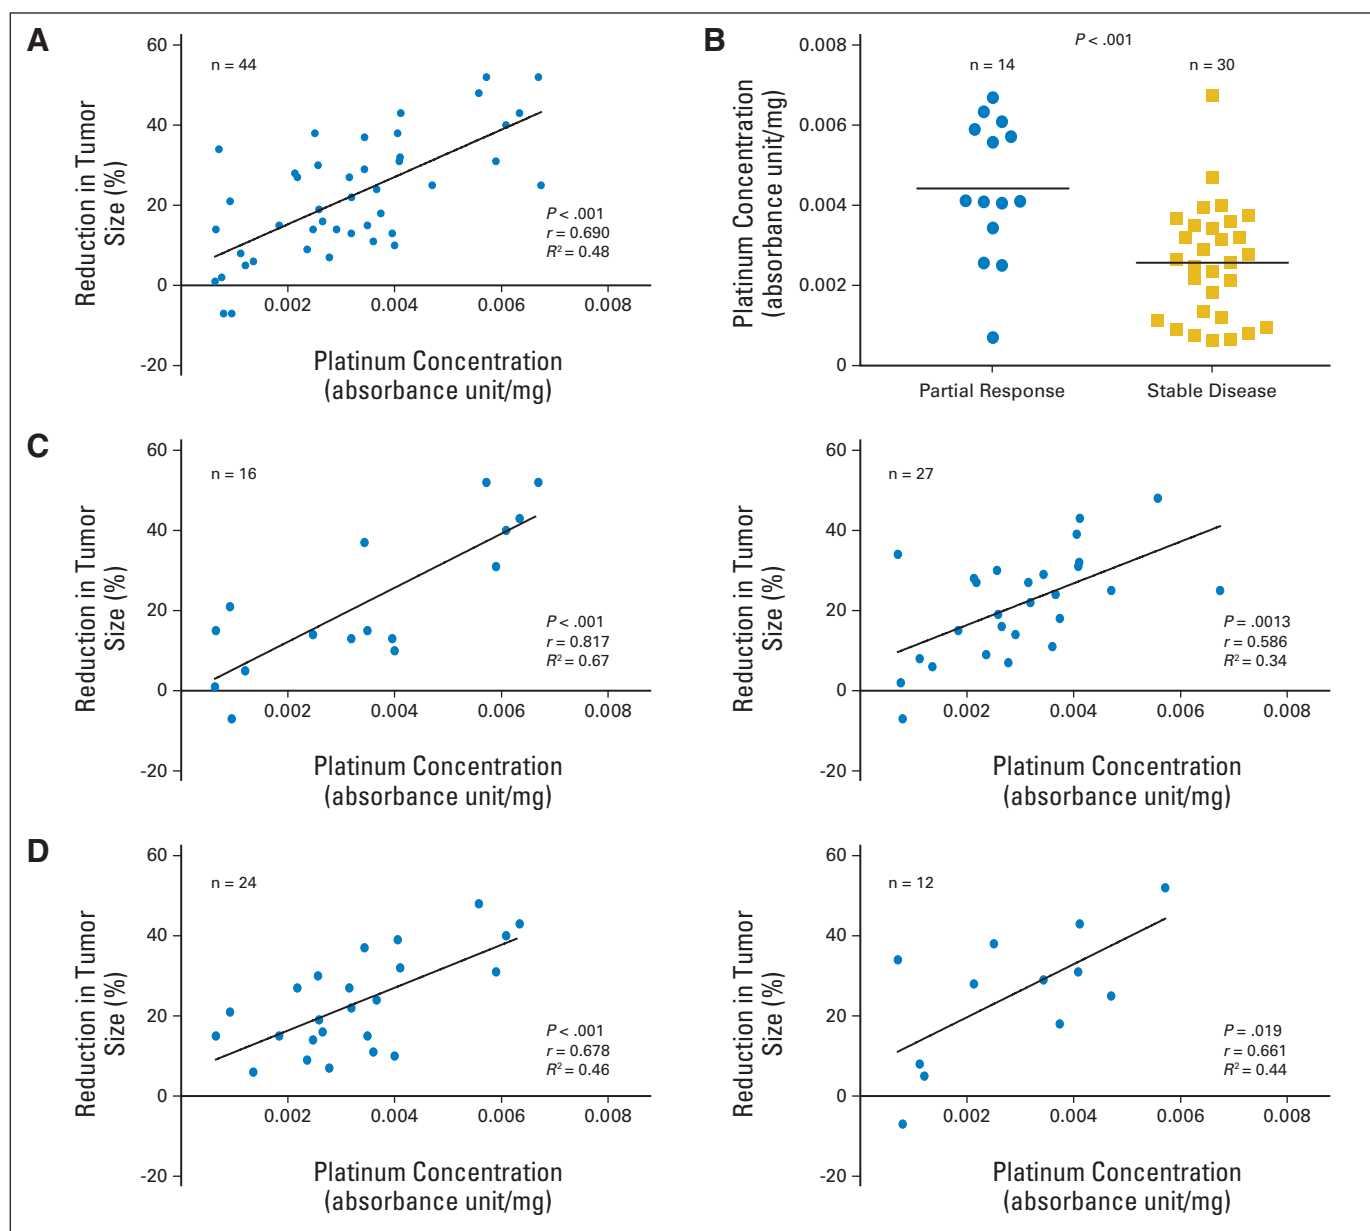 A
60
40
20
0
-20
n = 44
Reduction in Tumor
Size (%)
P < .001
r = 0.690
R² = 0.48
0.002 0.004 0.006 0.008
Platinum Concentration
(absorbance unit/mg)
B
P < .001
0.008
0.006
0.004
0.002
0
n = 14 n = 30
Platinum Concentration
(absorbance unit/mg)
Partial Response Stable Disease
C
60
40
20
0
-20
n = 16
Reduction in Tumor
Size (%)
P < .001
r = 0.817
R² = 0.67
0.002 0.004 0.006 0.008
Platinum Concentration
(absorbance unit/mg)
60
40
20
0
-20
n = 27
Reduction in Tumor
Size (%)
P = .0013
r = 0.586
R² = 0.34
0.002 0.004 0.006 0.008
Platinum Concentration
(absorbance unit/mg)
D
60
40
20
0
-20
n = 24
Reduction in Tumor
Size (%)
P < .001
r = 0.678
R² = 0.46
0.002 0.004 0.006 0.008
Platinum Concentration
(absorbance unit/mg)
60
40
20
0
-20
n = 12
Reduction in Tumor
Size (%)
P = .019
r = 0.661
R² = 0.44
0.002 0.004 0.006 0.008
Platinum Concentration
(absorbance unit/mg)